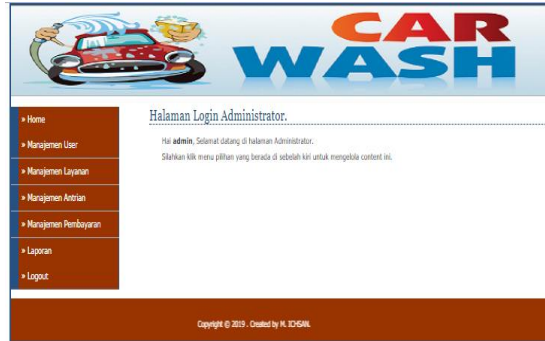 CAR
WASH
» Home
» Manajemen User
» Manajemen Layanan
» Manajemen Antrian
» Manajemen Pembayaran
» Laporan
» Logout
Halaman Login Administrator.
Hai admin, Selamat datang di halaman Administrator.
Silahkan klik menu pilihan yang berada di sebelah kiri untuk mengelola content ini.
Copyright © 2019 . Created by M. ICHSAN.